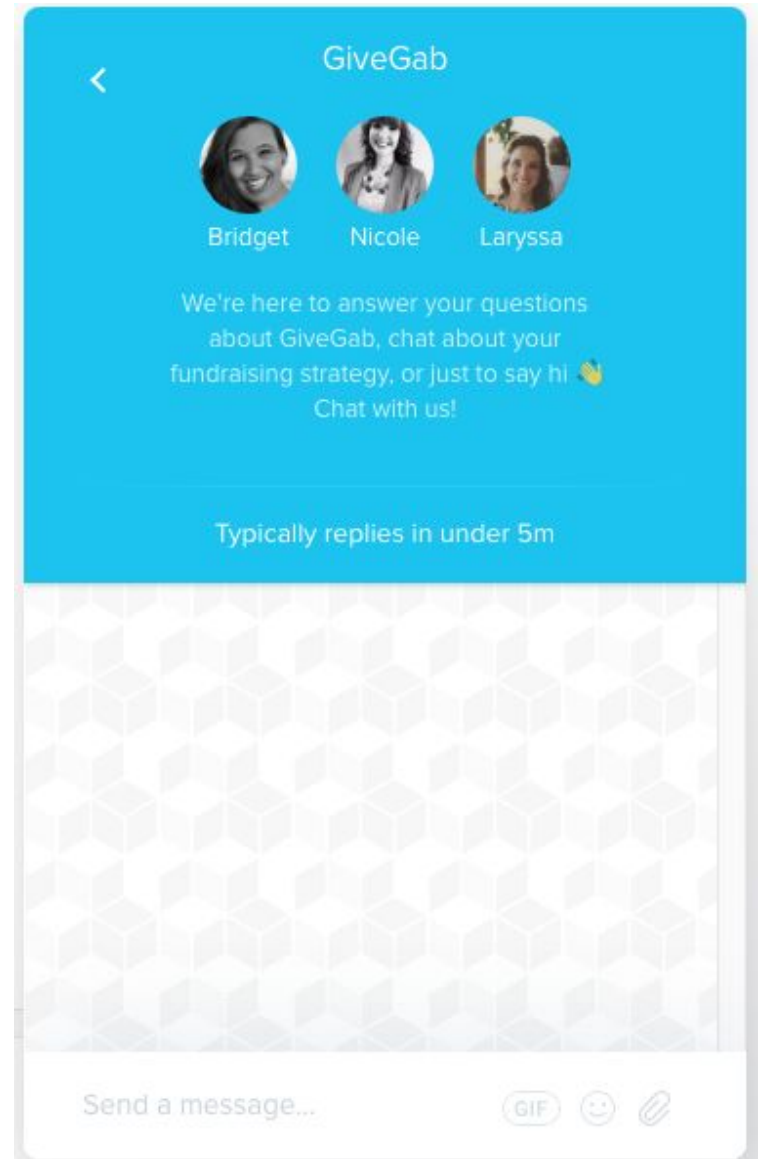 GiveGab
Bridget Nicole Laryssa
We're here to answer your questions
about GiveGab, chat about your
fundraising strategy, or just to say hi 👋
Chat with us!
Typically replies in under 5m
Send a message... GIF